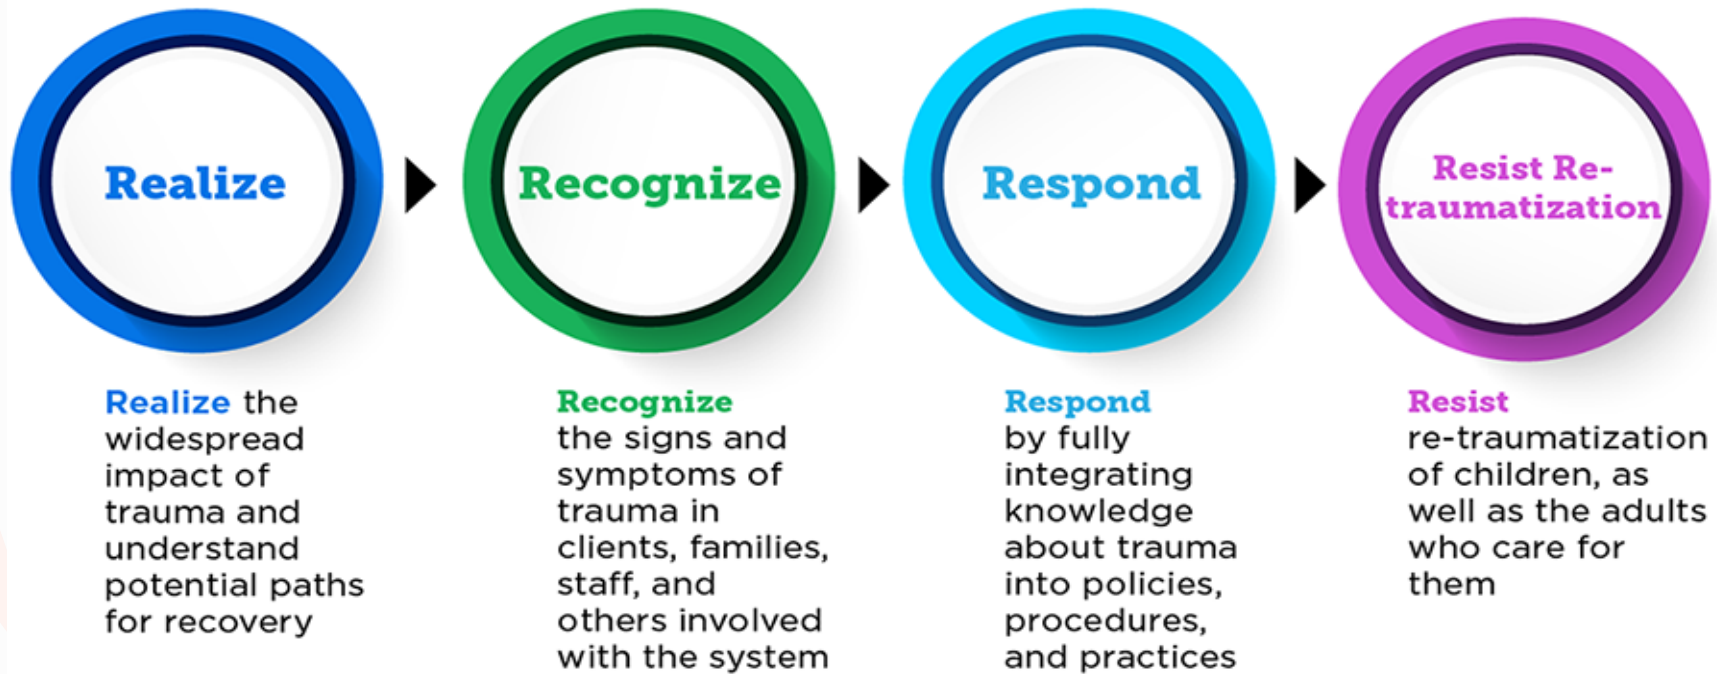 Realize
Recognize
Respond
Resist Re-
traumatization
Realize the
widespread
impact of
trauma and
understand
potential paths
for recovery
Recognize
the signs and
symptoms of
trauma in
clients, families,
staff, and
others involved
with the system
Respond
by fully
integrating
knowledge
about trauma
into policies,
procedures,
and practices
Resist
re-traumatization
of children, as
well as the adults
who care for
them